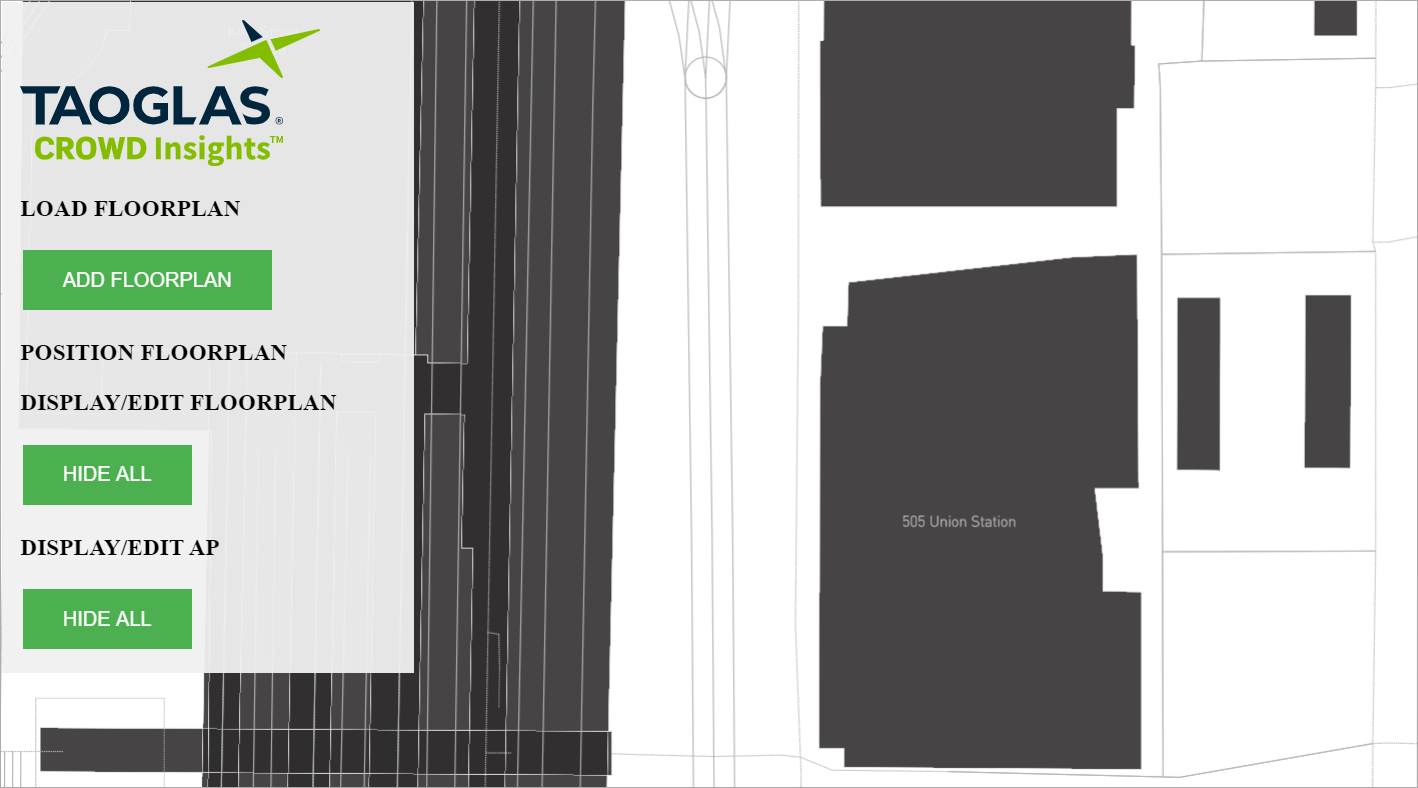 TAOGLAS®
CROWD Insights™
LOAD FLOORPLAN
ADD FLOORPLAN
POSITION FLOORPLAN
DISPLAY/EDIT FLOORPLAN
HIDE ALL
DISPLAY/EDIT AP
HIDE ALL
505 Union Station